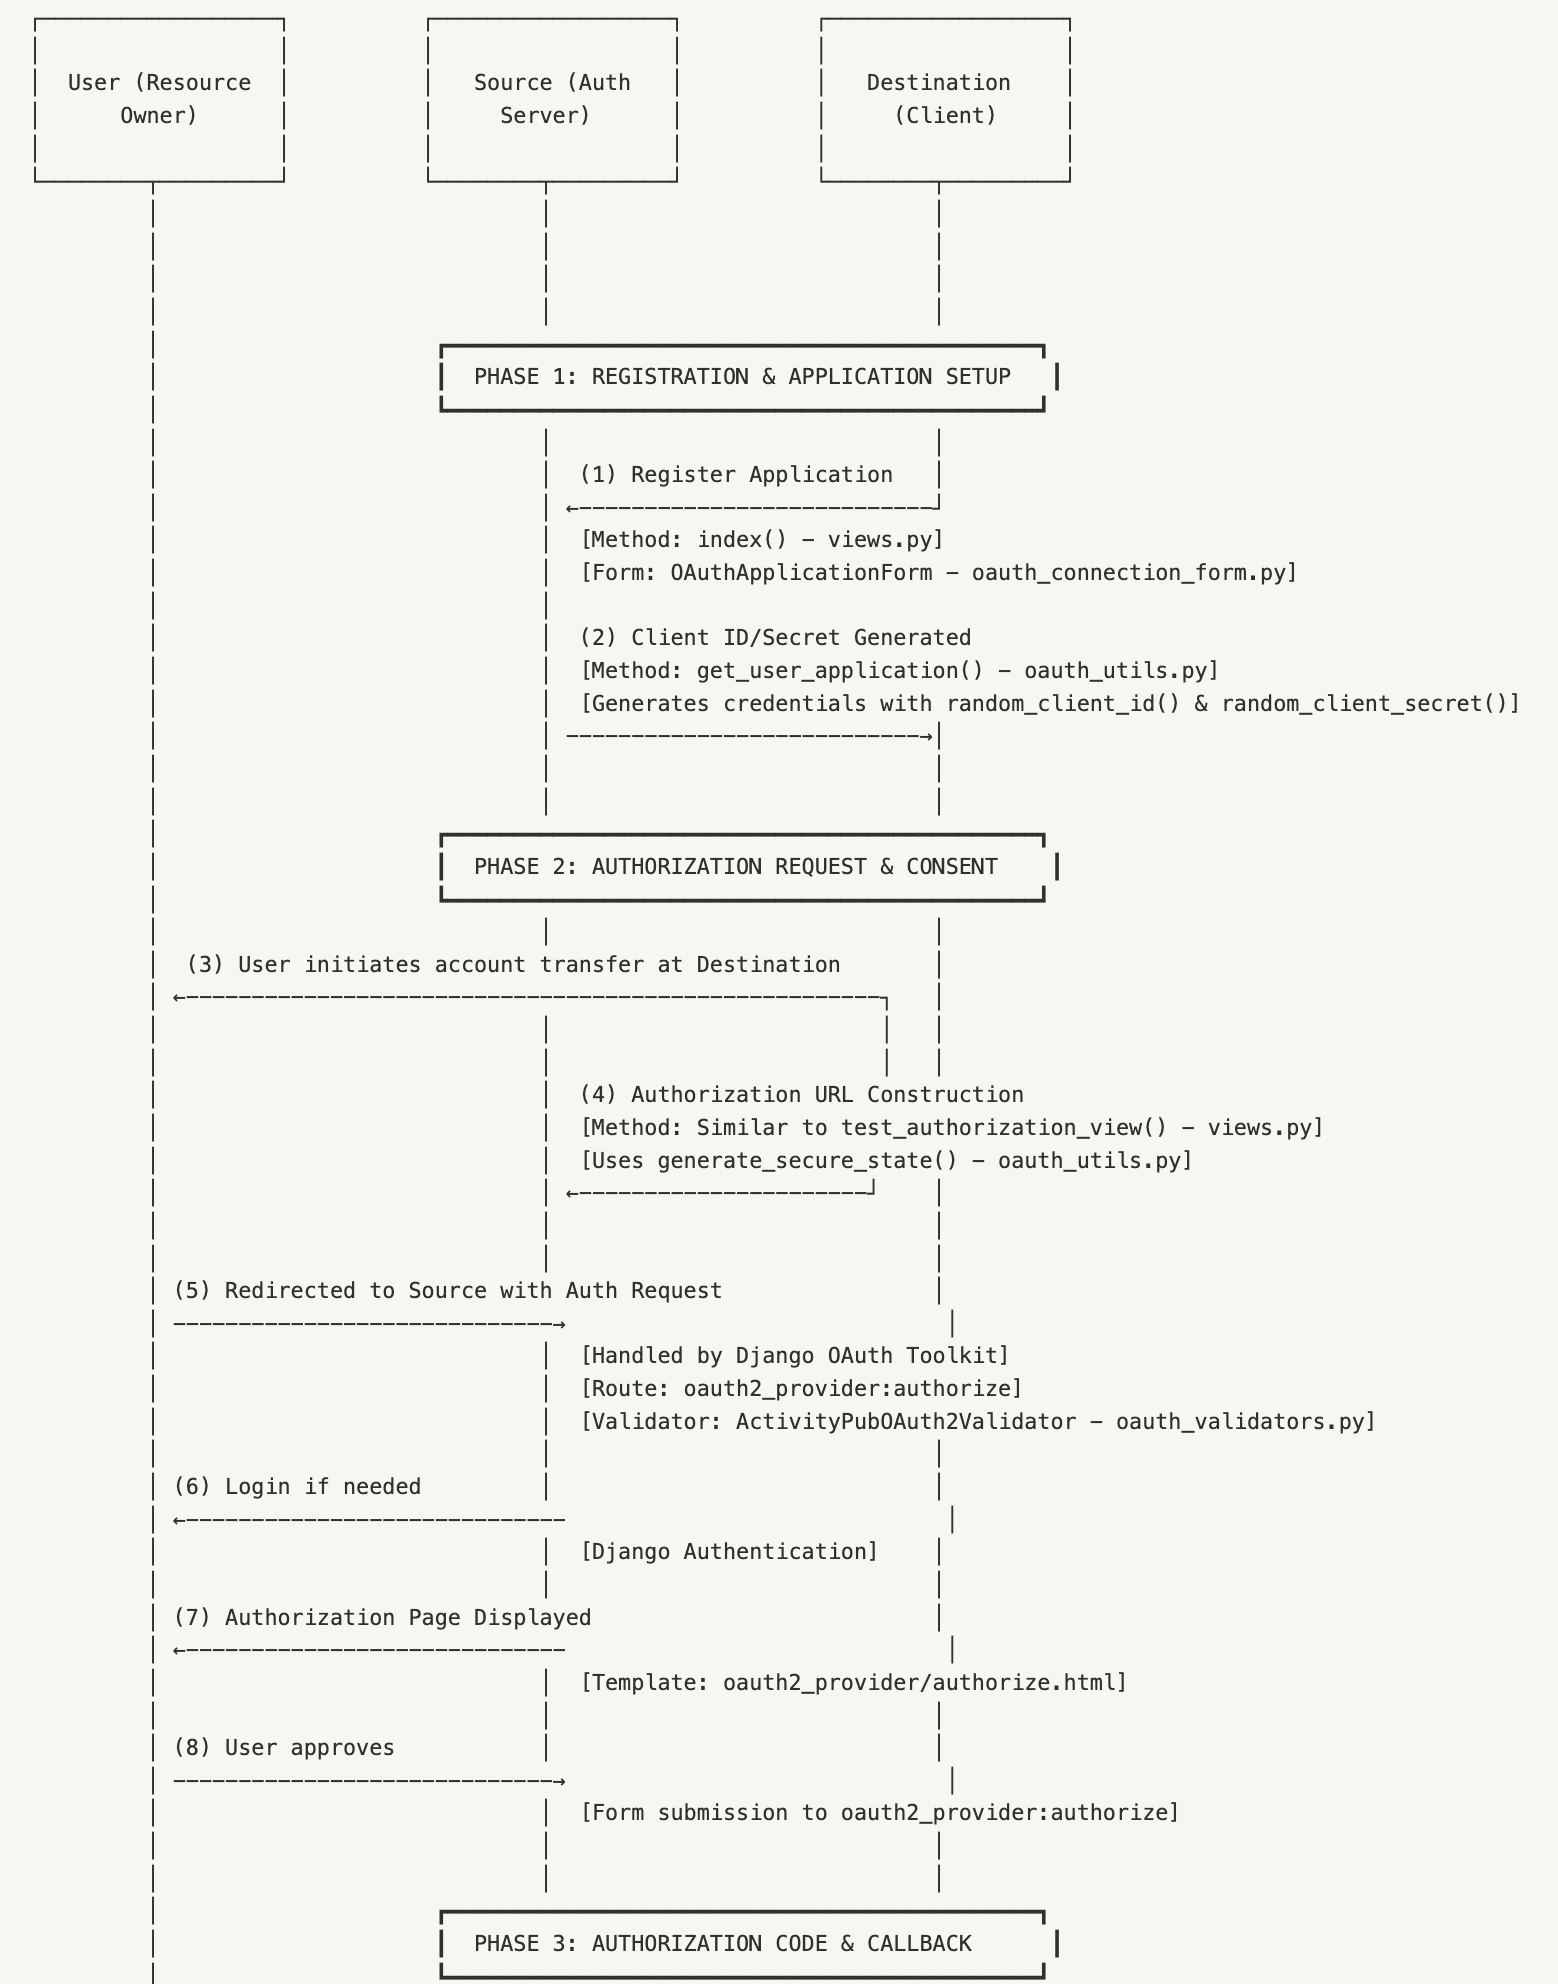 User (Resource
Owner)
Source (Auth
Server)
Destination
(Client)
PHASE 1: REGISTRATION & APPLICATION SETUP
(1) Register Application
[Method: index() – views.py]
[Form: OAuthApplicationForm – oauth_connection_form.py]
(2) Client ID/Secret Generated
[Method: get_user_application() – oauth_utils.py]
[Generates credentials with random_client_id() & random_client_secret()]
PHASE 2: AUTHORIZATION REQUEST & CONSENT
(3) User initiates account transfer at Destination
(4) Authorization URL Construction
[Method: Similar to test_authorization_view() – views.py]
[Uses generate_secure_state() – oauth_utils.py]
(5) Redirected to Source with Auth Request
[Handled by Django OAuth Toolkit]
[Route: oauth2_provider:authorize]
[Validator: ActivityPubOAuth2Validator – oauth_validators.py]
(6) Login if needed
[Django Authentication]
(7) Authorization Page Displayed
[Template: oauth2_provider/authorize.html]
(8) User approves
[Form submission to oauth2_provider:authorize]
PHASE 3: AUTHORIZATION CODE & CALLBACK